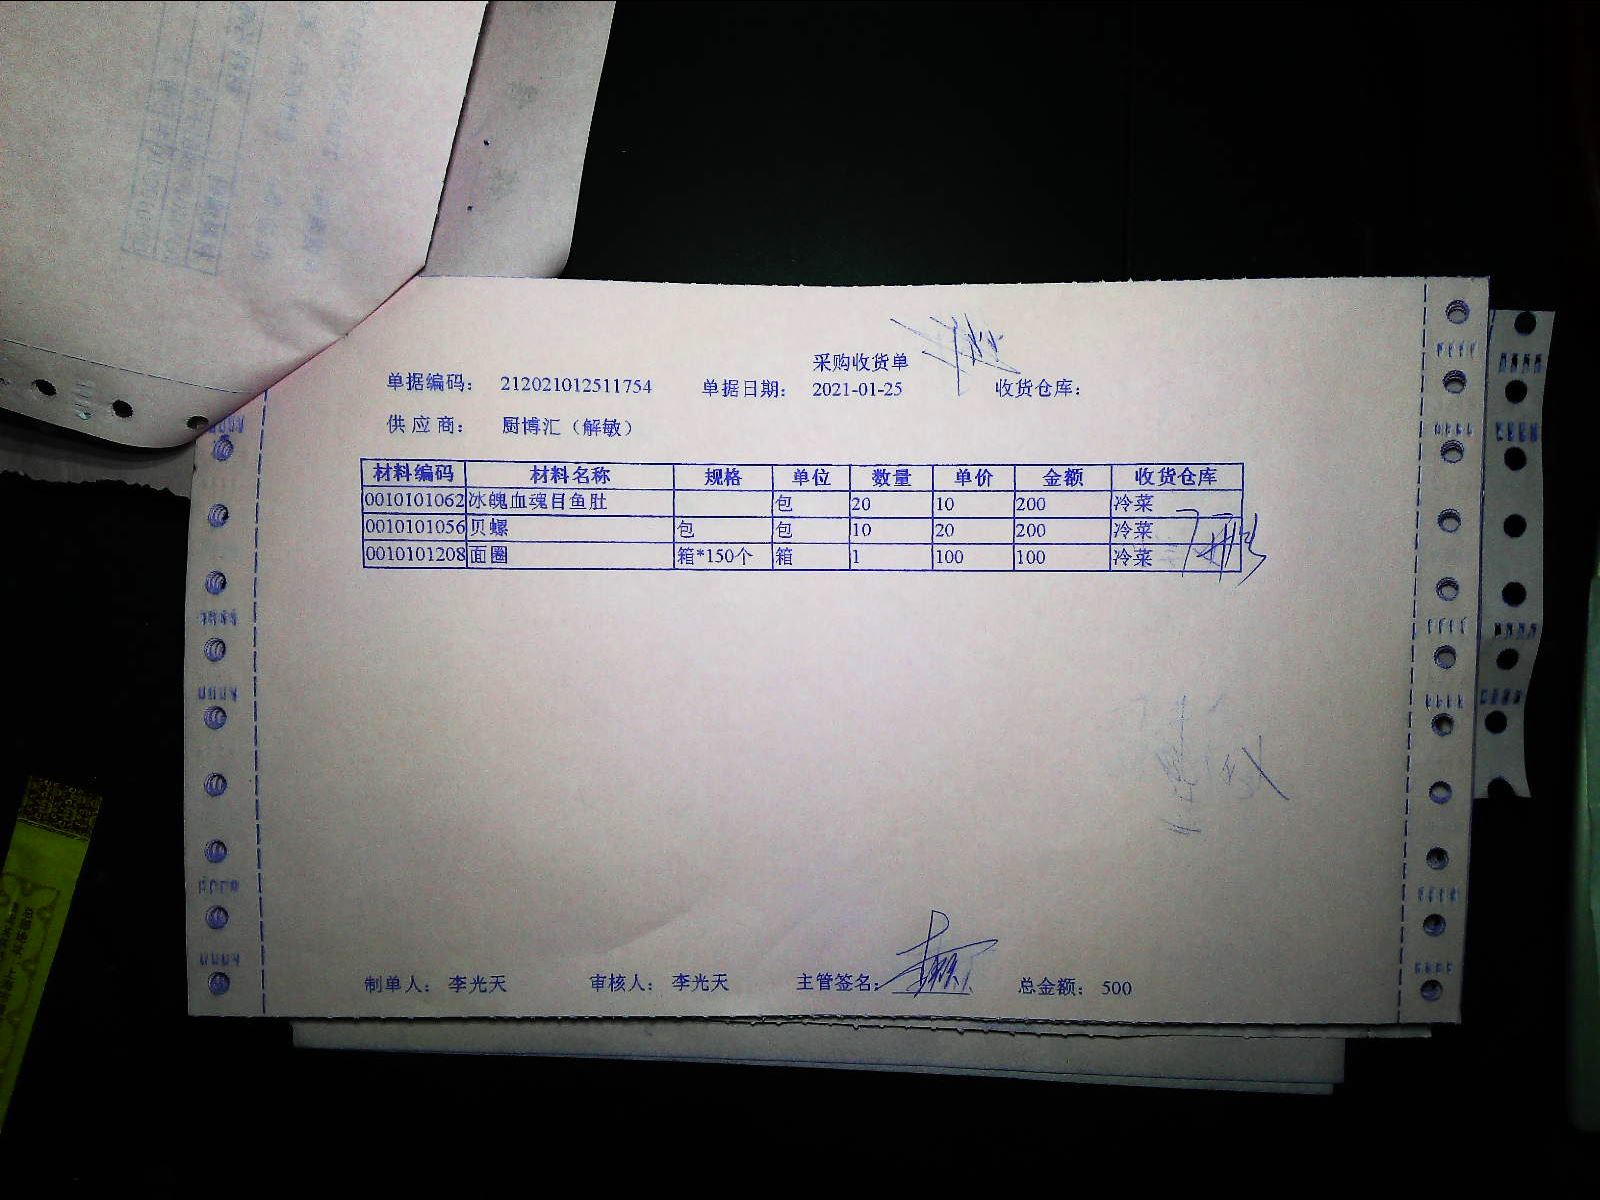 采购收货单
单据编码： 212021012511754 单据日期： 2021-01-25 收货仓库：
供应商： 厨博汇（解敏）
材料编码 材料名称 规格 单位 数量 单价 金额 收货仓库
0010101062 冰魄血魂目鱼肚 包 20 10 200 冷菜
0010101056 贝螺 包 包 10 20 200 冷菜
0010101208 面圈 箱*150个 箱 1 100 100 冷菜
制单人： 李光天 审核人： 李光天 主管签名： 总金额： 500